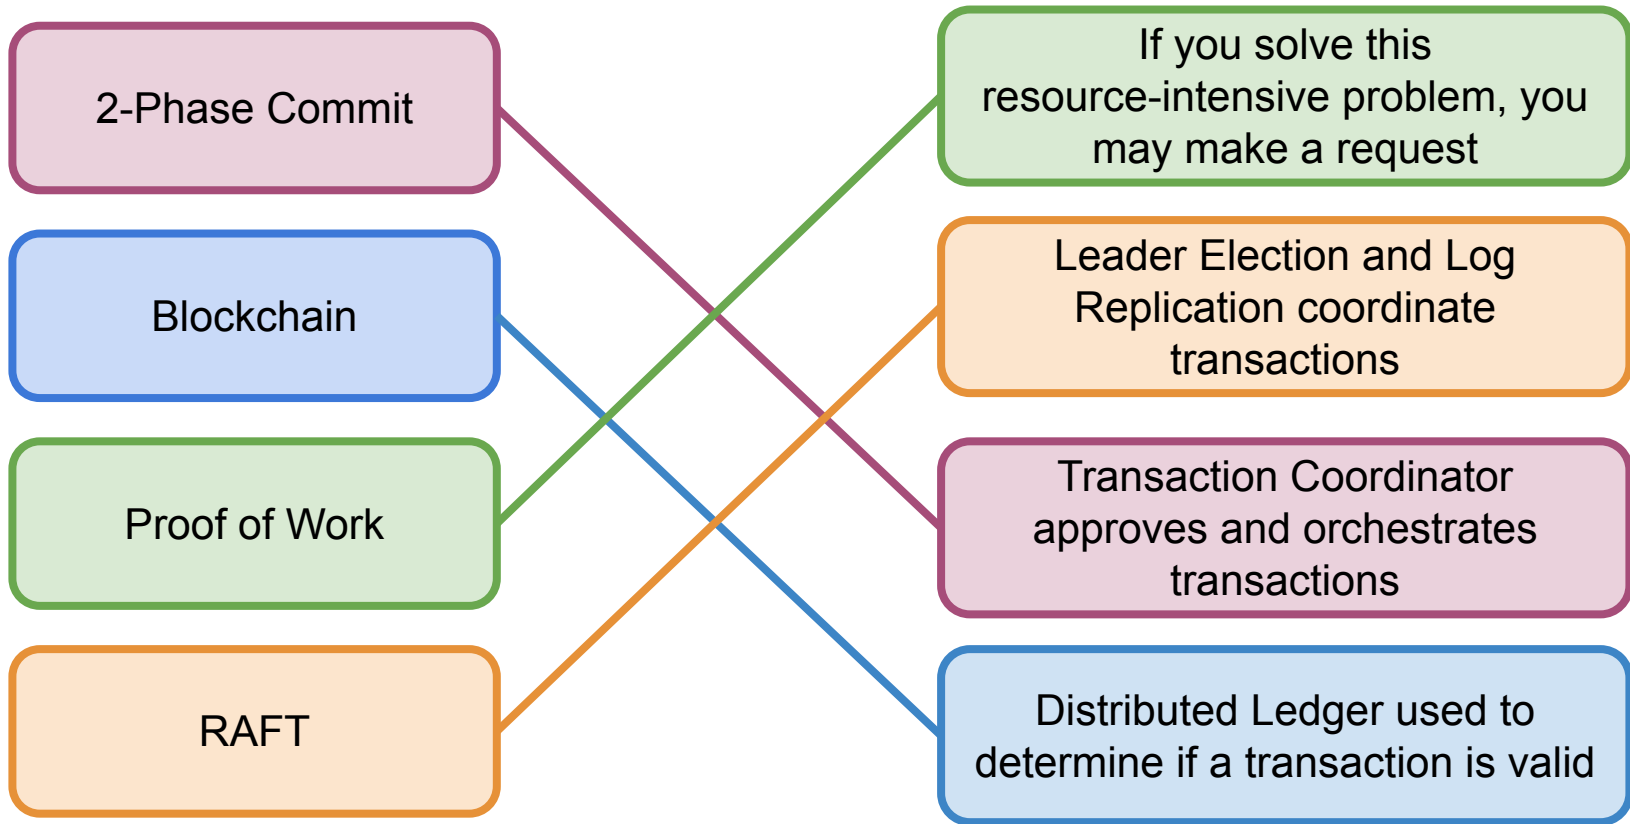 2-Phase Commit
Blockchain
Proof of Work
RAFT
If you solve this
resource-intensive problem, you
may make a request
Leader Election and Log
Replication coordinate
transactions
Transaction Coordinator
approves and orchestrates
transactions
Distributed Ledger used to
determine if a transaction is valid